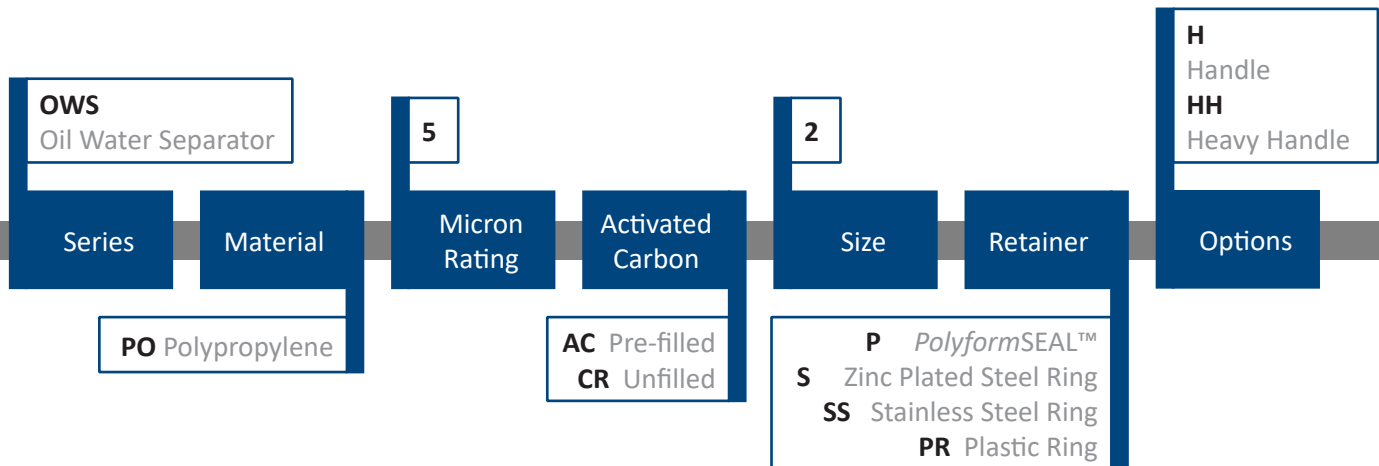 H
Handle
HH
Heavy Handle
OWS
Oil Water Separator
5
2
Series
Material
Micron
Rating
Activated
Carbon
Size
Retainer
Options
PO Polypropylene
AC Pre-filled
CR Unfilled
P PolyformSEAL™
S Zinc Plated Steel Ring
SS Stainless Steel Ring
PR Plastic Ring